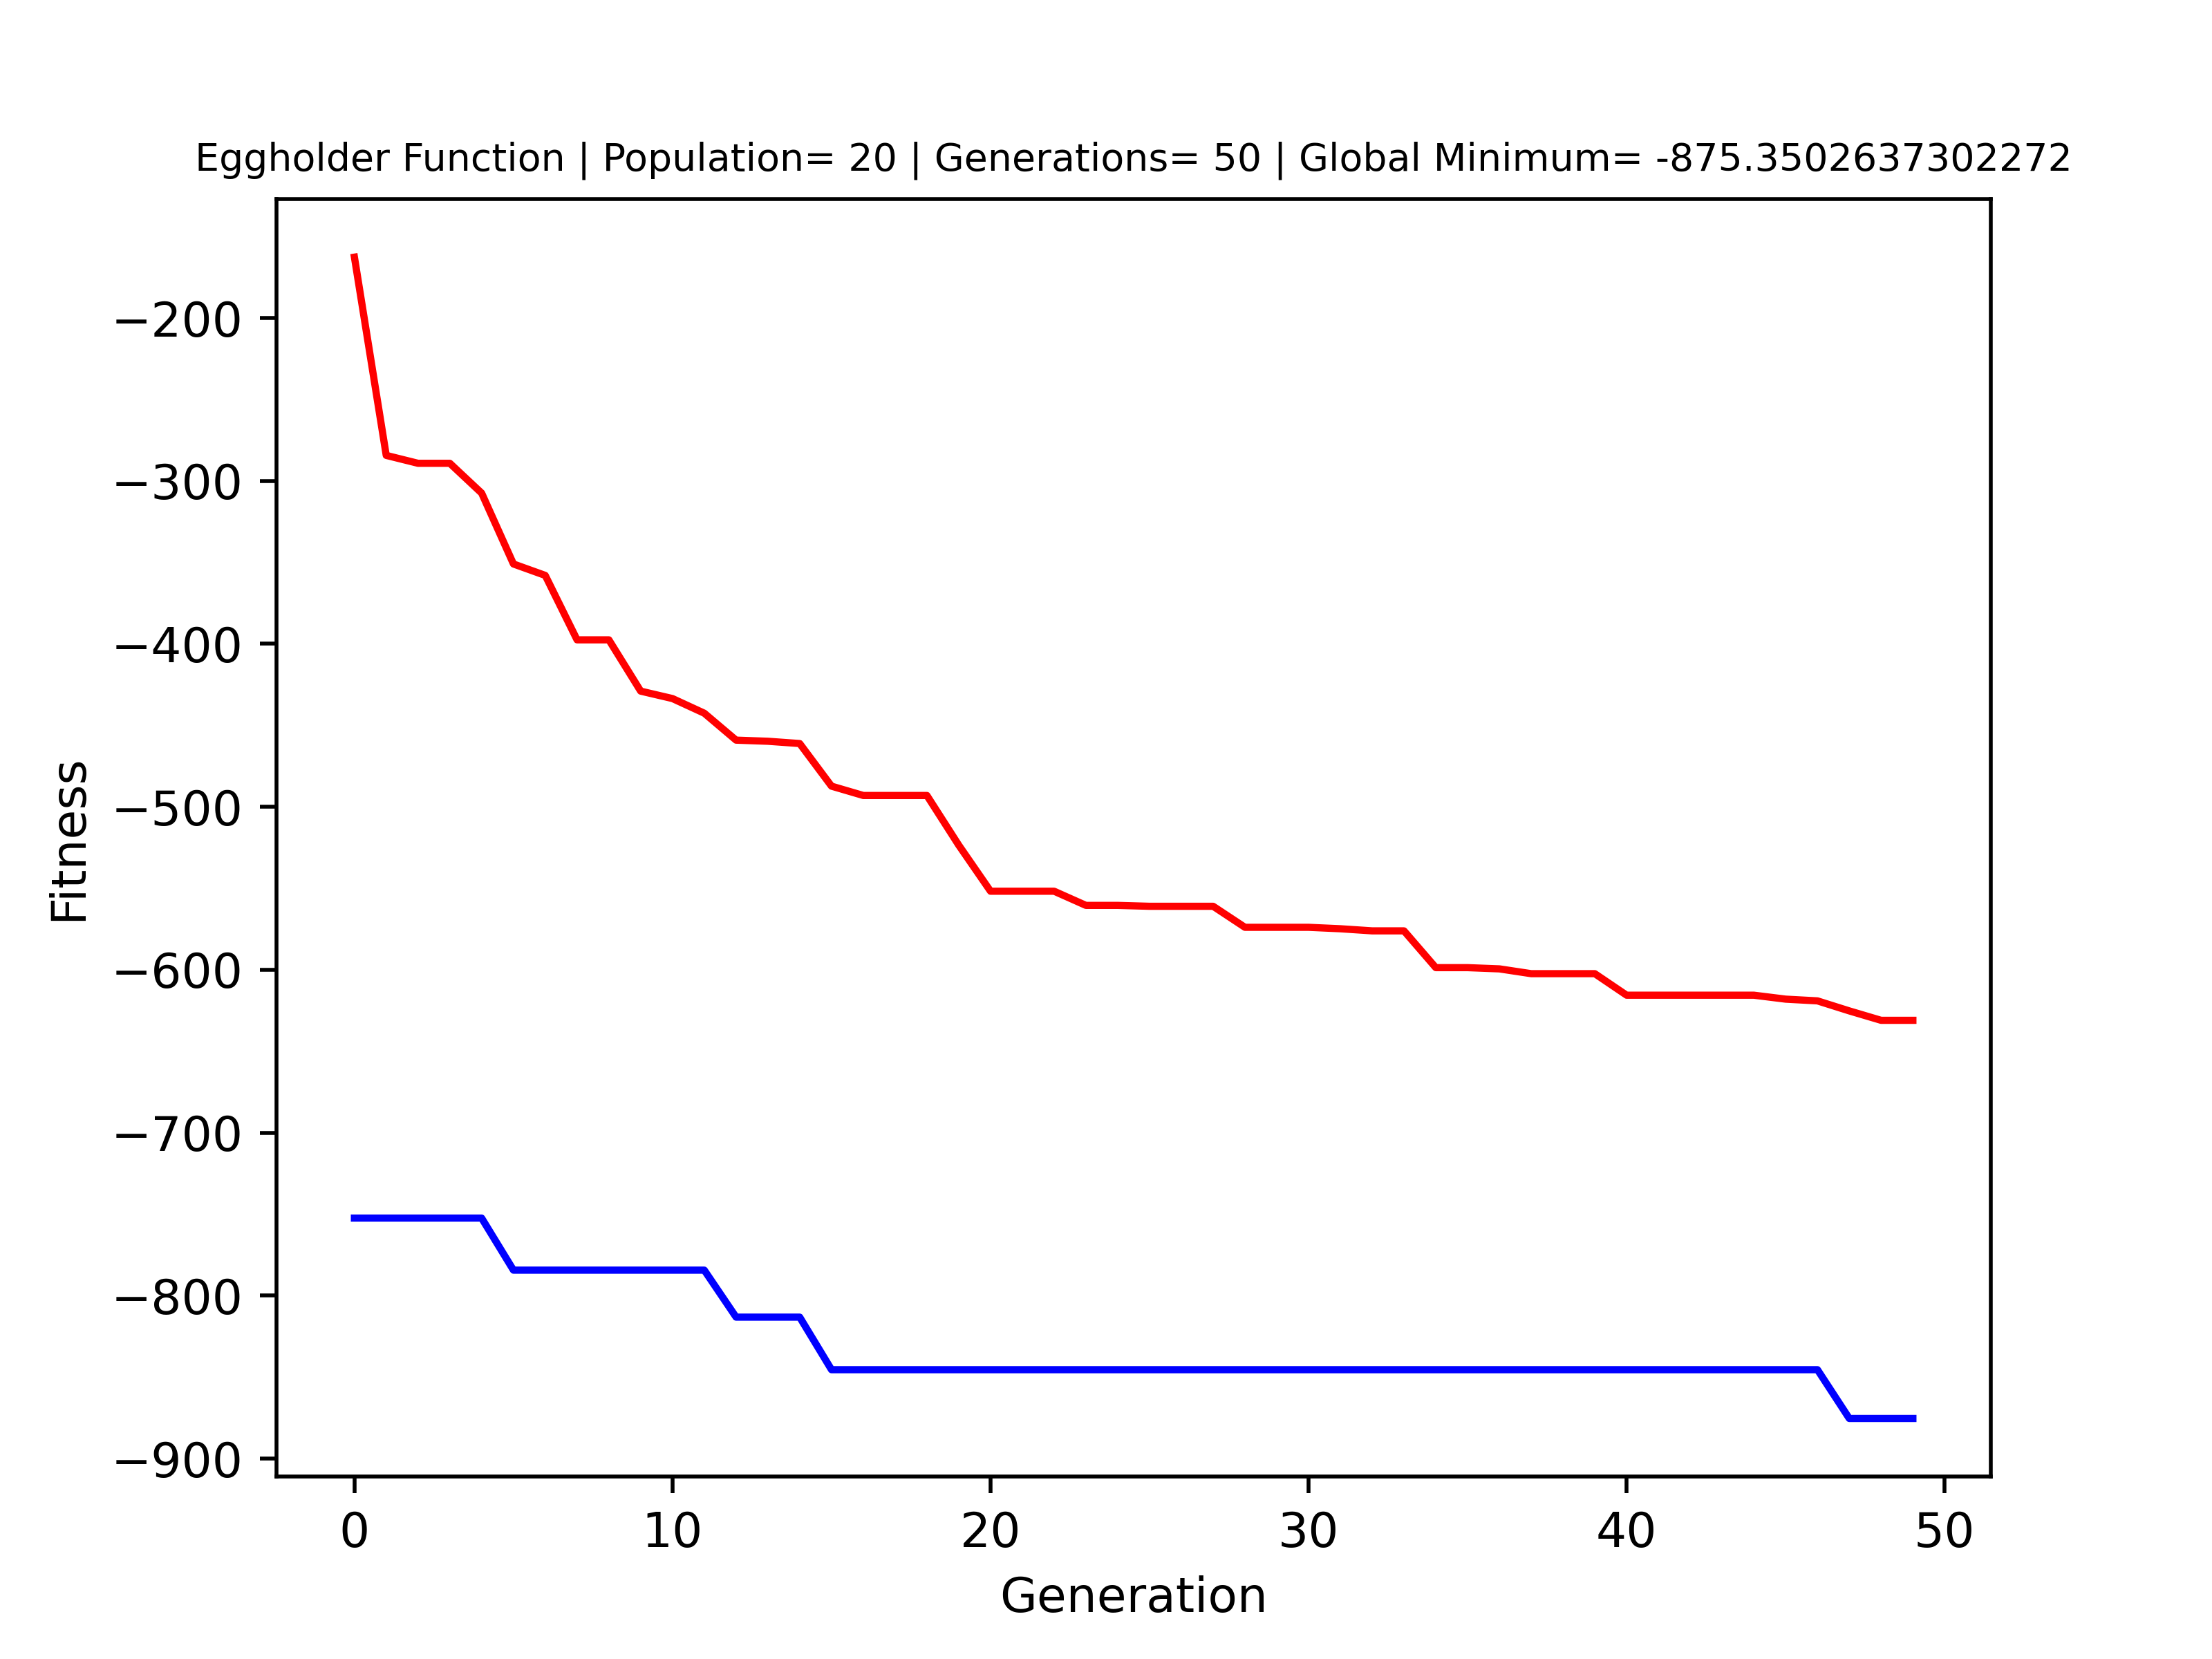 Eggholder Function | Population= 20 | Generations= 50 | Global Minimum= -875.3502637302272
−200
−300
−400
−500
−600
−700
−800
−900
Fitness
0 10 20 30 40 50
Generation